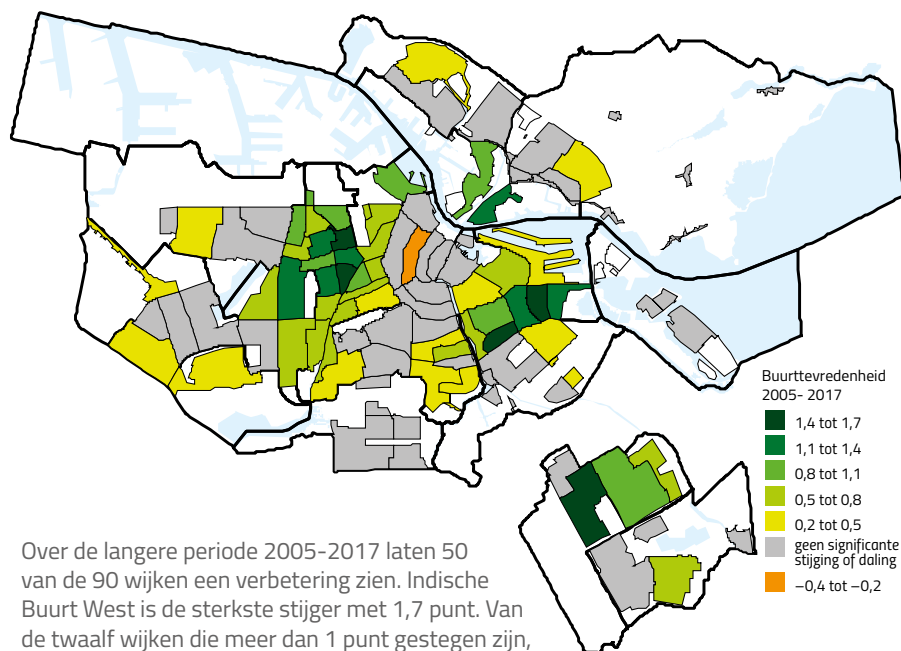 Buurttevredenheid
2005- 2017
1,4 tot 1,7
1,1 tot 1,4
0,8 tot 1,1
0,5 tot 0,8
0,2 tot 0,5
geen significante
stijging of daling
−0,4 tot −0,2
Over de langere periode 2005-2017 laten 50
van de 90 wijken een verbetering zien. Indische
Buurt West is de sterkste stijger met 1,7 punt. Van
de twaalf wijken die meer dan 1 punt gestegen zijn,